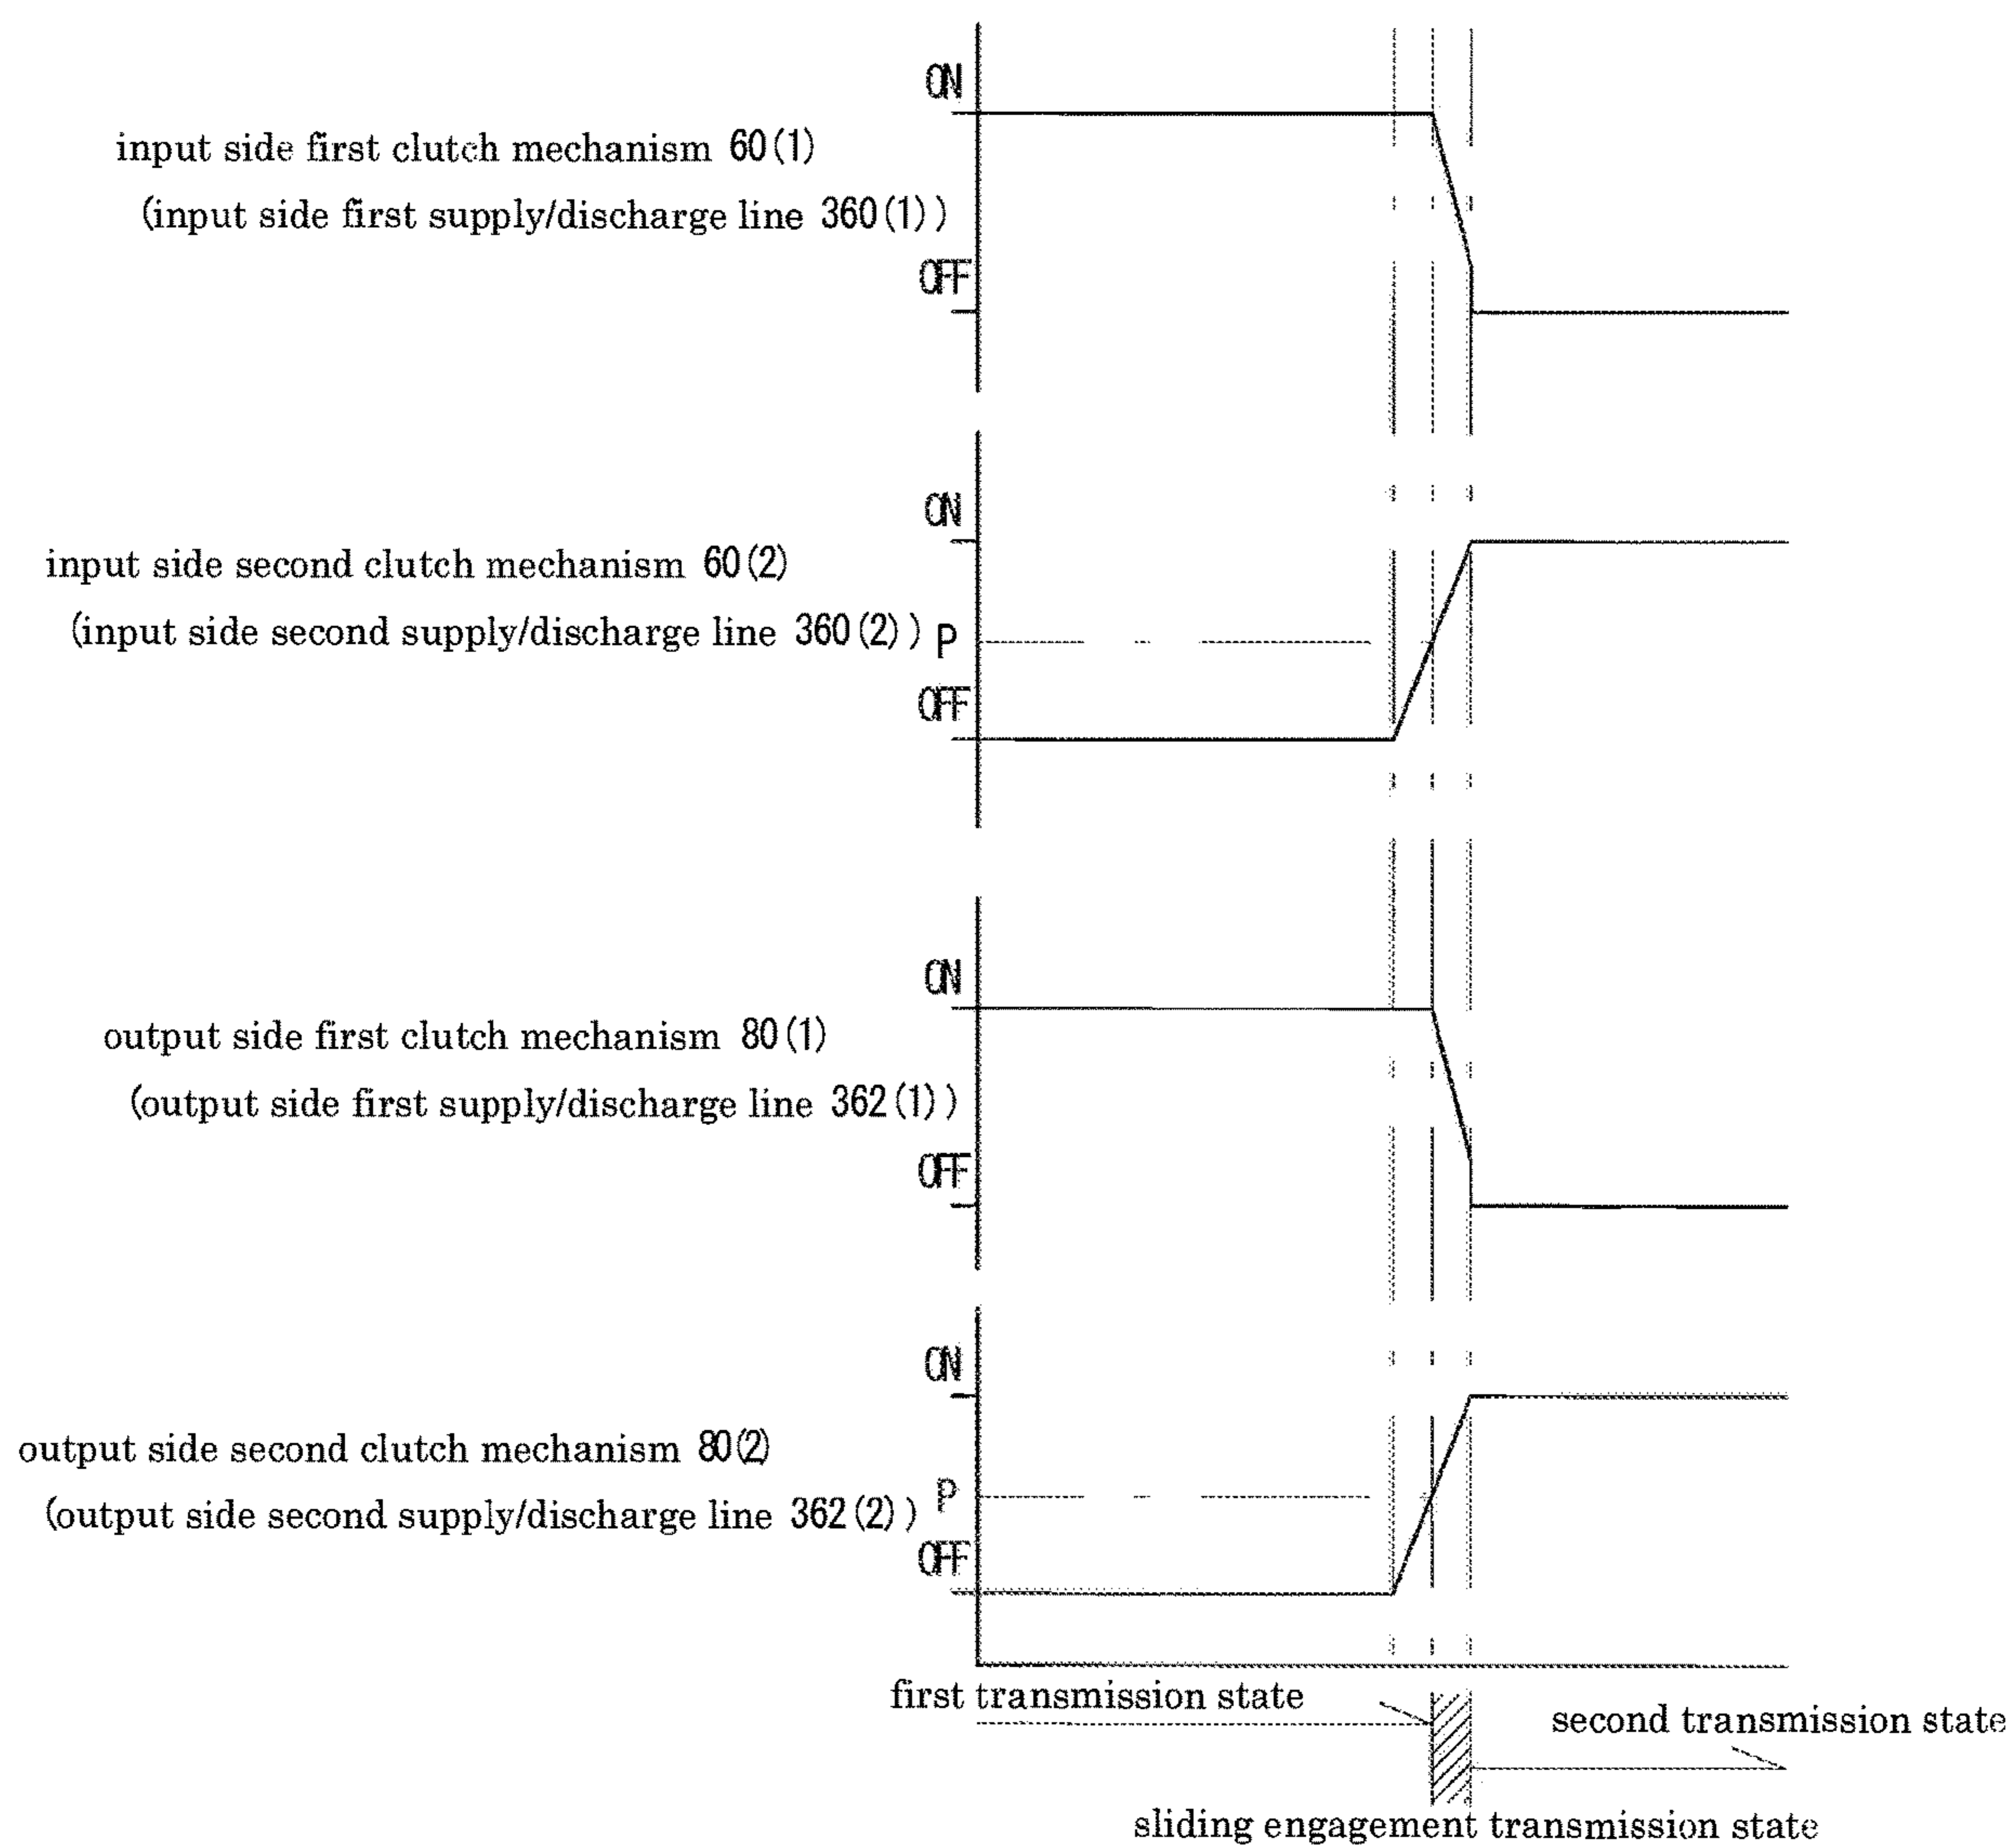 ON
input side first clutch mechanism 60(1)
(input side first supply/discharge line 360(1))
OFF
ON
input side second clutch mechanism 60(2)
(input side second supply/discharge line 360(2)) P
OFF
ON
output side first clutch mechanism 80(1)
(output side first supply/discharge line 362(1))
OFF
ON
output side second clutch mechanism 80(2)
(output side second supply/discharge line 362(2)) P
OFF
first transmission state
second transmission state
sliding engagement transmission state